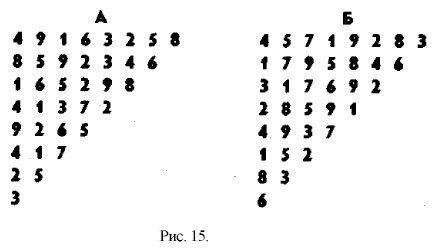 А Б
4 9 1 6 3 2 5 8 4 5 7 1 9 2 8 3
8 5 9 2 3 4 6 1 7 9 5 8 4 6
1 6 5 2 9 8 3 1 7 6 9 2
4 1 3 7 2 2 8 5 9 1
9 2 6 5 4 9 3 7
4 1 7 1 5 2
2 5 8 3
3 6
Рис. 15.